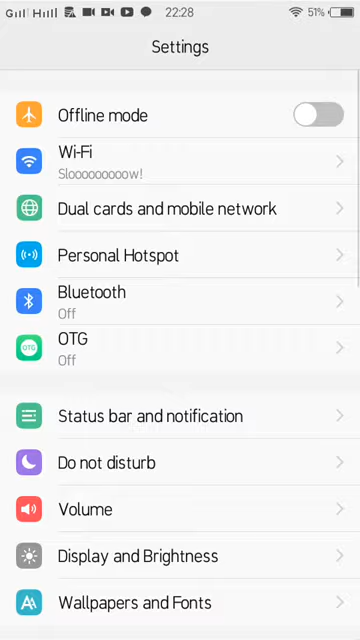 22:28
51%
Settings
Offline mode
Wi-Fi
Slooooooooow!
Dual cards and mobile network
Personal Hotspot
Bluetooth
Off
OTG
OTG
Off
Status bar and notification
Do not disturb
Volume
Display and Brightness
AA
Wallpapers and Fonts